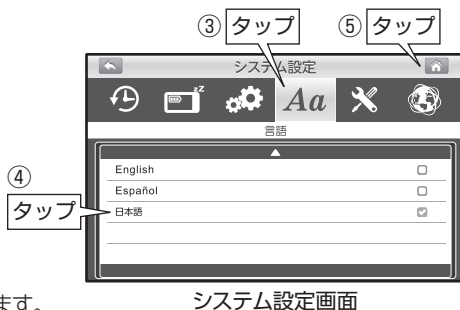 ③ タップ ⑤ タップ
システム設定
Z Z
Aa
言語
English
Español
④
タップ
日本語
ます。
システム設定画面